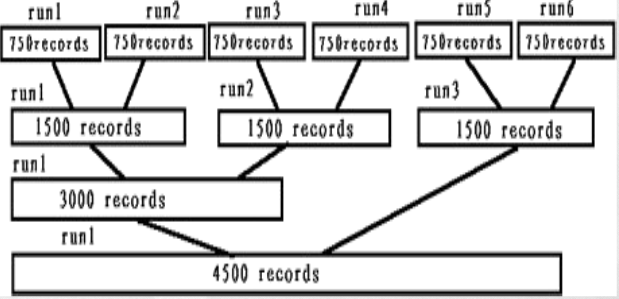 run1 run2 run3 run4 run5 run6
750records 750records 750records 750records 750records 750records
run1 run2 run3
1500 records 1500 records 1500 records
run1
3000 records
run1
4500 records